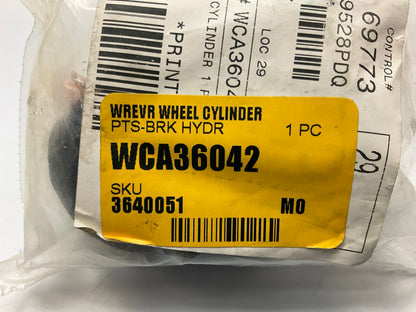 WREVR WHEEL CYLINDER
PTS-BRK HYDR 1 PC
WCA36042
SKU
3640051 M0
CONTROL#
69773
9528PDQ
29
LOC 29
# WCA3604
CYLINDER 1 P
*PRINT